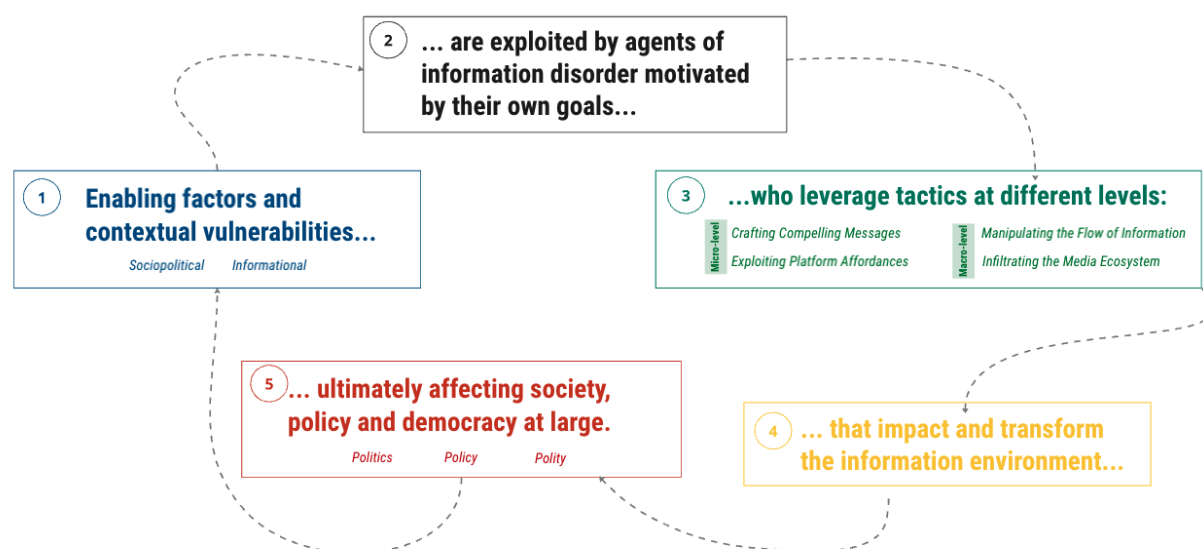 1
Enabling factors and
contextual vulnerabilities...
Sociopolitical Informational
2
... are exploited by agents of
information disorder motivated
by their own goals...
3
...who leverage tactics at different levels:
Micro-level
Crafting Compelling Messages
Exploiting Platform Affordances
Macro-level
Manipulating the Flow of Information
Infiltrating the Media Ecosystem
4
... that impact and transform
the information environment...
5
... ultimately affecting society,
policy and democracy at large.
Politics Policy Polity